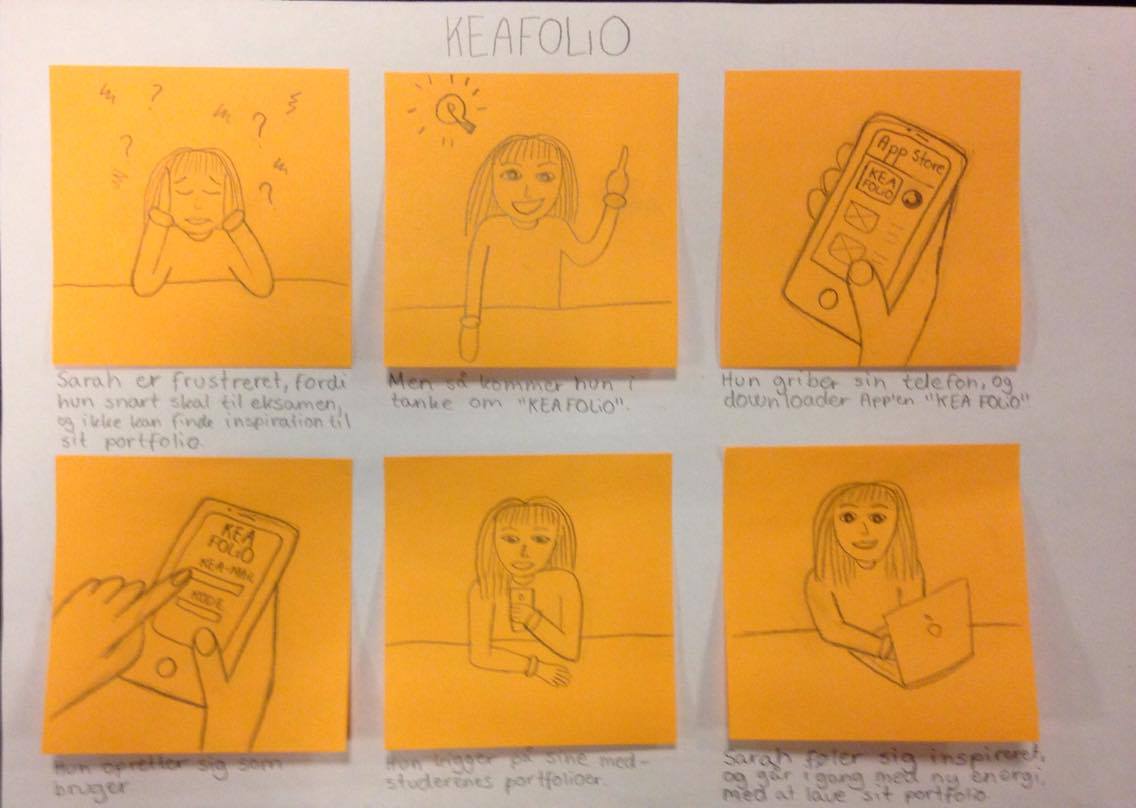 KEAFOLiO
? ? ? ? 
Sarah er frustreret, fordi
hun snart skal til eksamen,
og ikke kan finde inspiration til
sit portfolio.
Men så kommer hun i
tanke om "KEAFOLiO".
App Store
KEA
FOLiO
Hun griber sin telefon, og
downloader App'en "KEA FOLiO"
KEA
FOLiO
KEA-MAIL
KODE
Hun opretter sig som
bruger
Hun kigger på sine med-
studerenes portfolioer.
Sarah føler sig inspireret,
og går igang med ny energi,
med at lave sit portfolio.